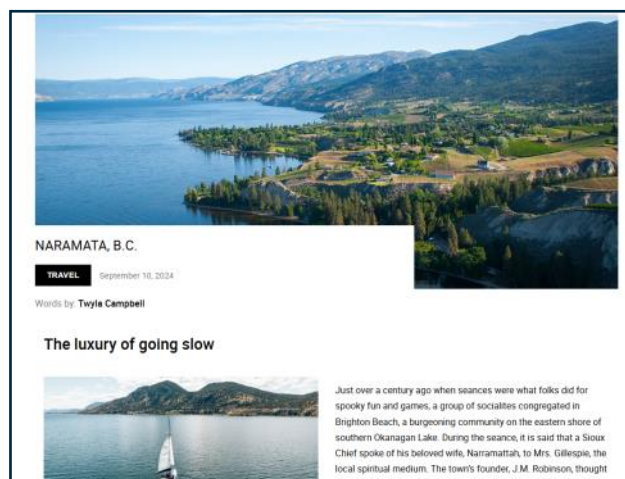 NARAMATA, B.C.
TRAVEL September 10, 2024
Words by: Twyla Campbell
The luxury of going slow
Just over a century ago when seances were what folks did for
spooky fun and games, a group of socialites congregated in
Brighton Beach, a burgeoning community on the eastern shore of
southern Okanagan Lake. During the seance, it is said that a Sioux
Chief spoke of his beloved wife, Narramattah, to Mrs. Gillespie, the
local spiritual medium. The town's founder, J.M. Robinson, thought